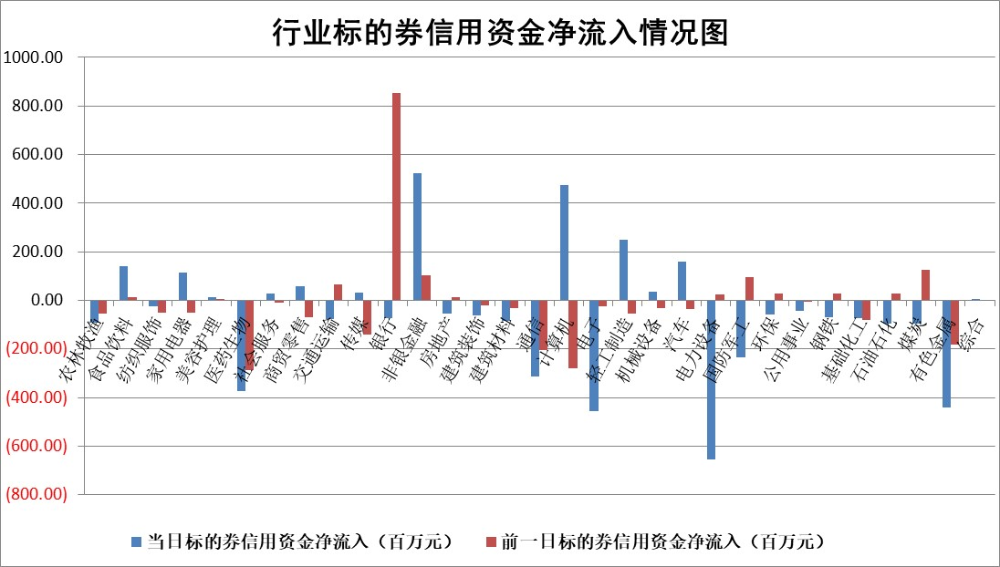 行业标的券信用资金净流入情况图
1000.00
800.00
600.00
400.00
200.00
0.00
(200.00)
(400.00)
(600.00)
(800.00)
农林牧渔
食品饮料
纺织服饰
家用电器
美容护理
医药生物
社会服务
商贸零售
交通运输
传媒
银行
非银金融
房地产
建筑装饰
建筑材料
通信
计算机
电子
轻工制造
机械设备
汽车
电力设备
国防军工
环保
公用事业
钢铁
基础化工
石油石化
煤炭
有色金属
综合
当日标的券信用资金净流入（百万元）
前一日标的券信用资金净流入（百万元）